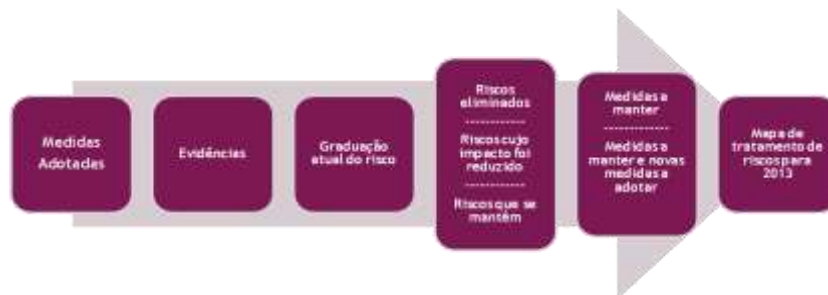 Medidas
Adotadas
Evidências
Graduação
atual do risco
Riscos
eliminados
Riscos cujo
impacto foi
reduzido
Riscos que se
mantêm
Medidas a
manter
Medidas a
manter e novas
medidas a
adotar
Mapa de
tratamento de
riscos para
2013